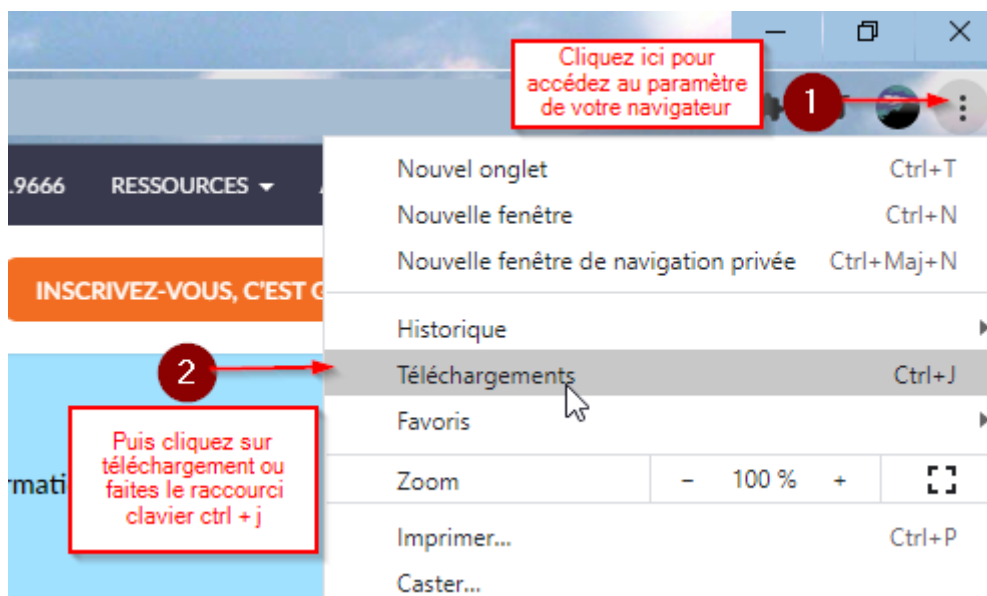 Cliquez ici pour
accédez au paramètre
de votre navigateur
1
.9666 RESSOURCES
INSCRIVEZ-VOUS, C'EST
Nouvel onglet Ctrl+T
Nouvelle fenêtre Ctrl+N
Nouvelle fenêtre de navigation privée Ctrl+Maj+N
Historique
2
Téléchargements Ctrl+J
Favoris
Puis cliquez sur
téléchargement ou
faites le raccourci
clavier ctrl + j
rmati
Zoom - 100 % +
Imprimer... Ctrl+P
Caster...